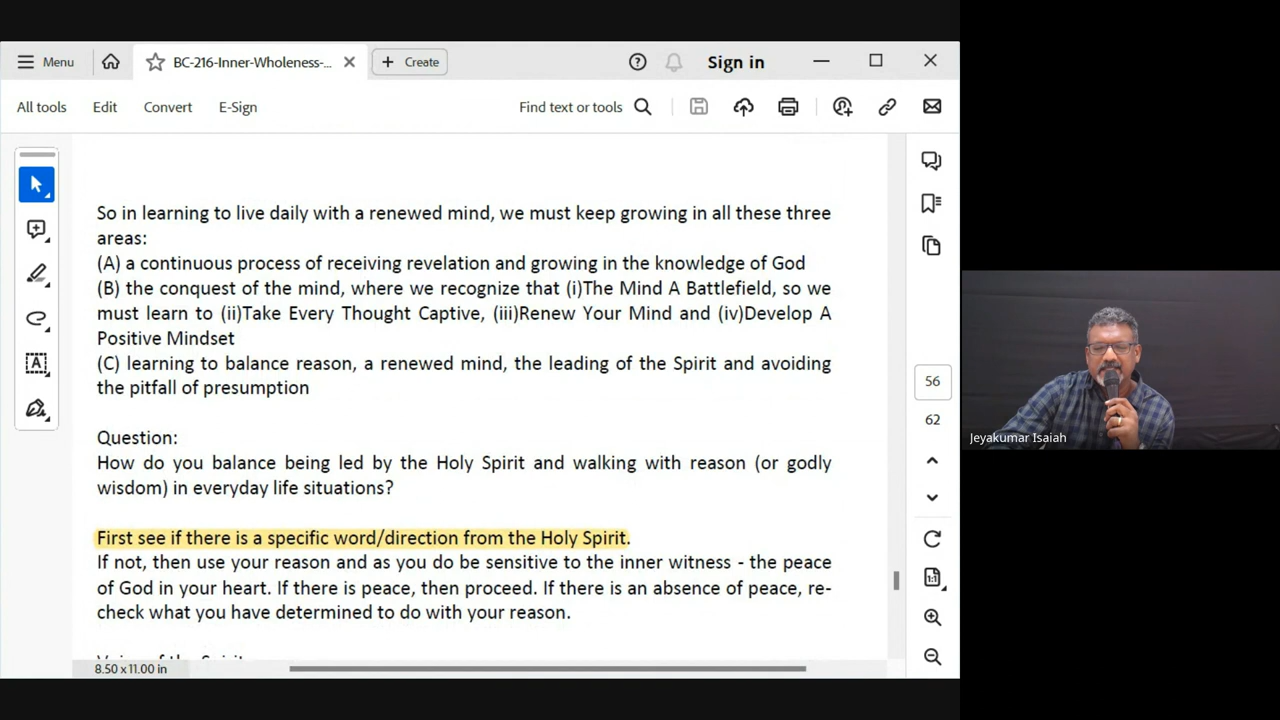 Menu
BC-216-Inner-Wholeness-...
Create
Sign in
All tools
Edit
Convert
E-Sign
Find text or tools
So in learning to live daily with a renewed mind, we must keep growing in all these three
areas:
(A) a continuous process of receiving revelation and growing in the knowledge of God
(B) the conquest of the mind, where we recognize that (i)The Mind A Battlefield, so we
must learn to (ii)Take Every Thought Captive, (iii)Renew Your Mind and (iv)Develop A
Positive Mindset
(C) learning to balance reason, a renewed mind, the leading of the Spirit and avoiding
the pitfall of presumption
Question:
How do you balance being led by the Holy Spirit and walking with reason (or godly
wisdom) in everyday life situations?
First see if there is a specific word/direction from the Holy Spirit.
If not, then use your reason and as you do be sensitive to the inner witness - the peace
of God in your heart. If there is peace, then proceed. If there is an absence of peace, re-
check what you have determined to do with your reason.
8.50 x 11.00 in
56
62
1:1
Jeyakumar Isaiah